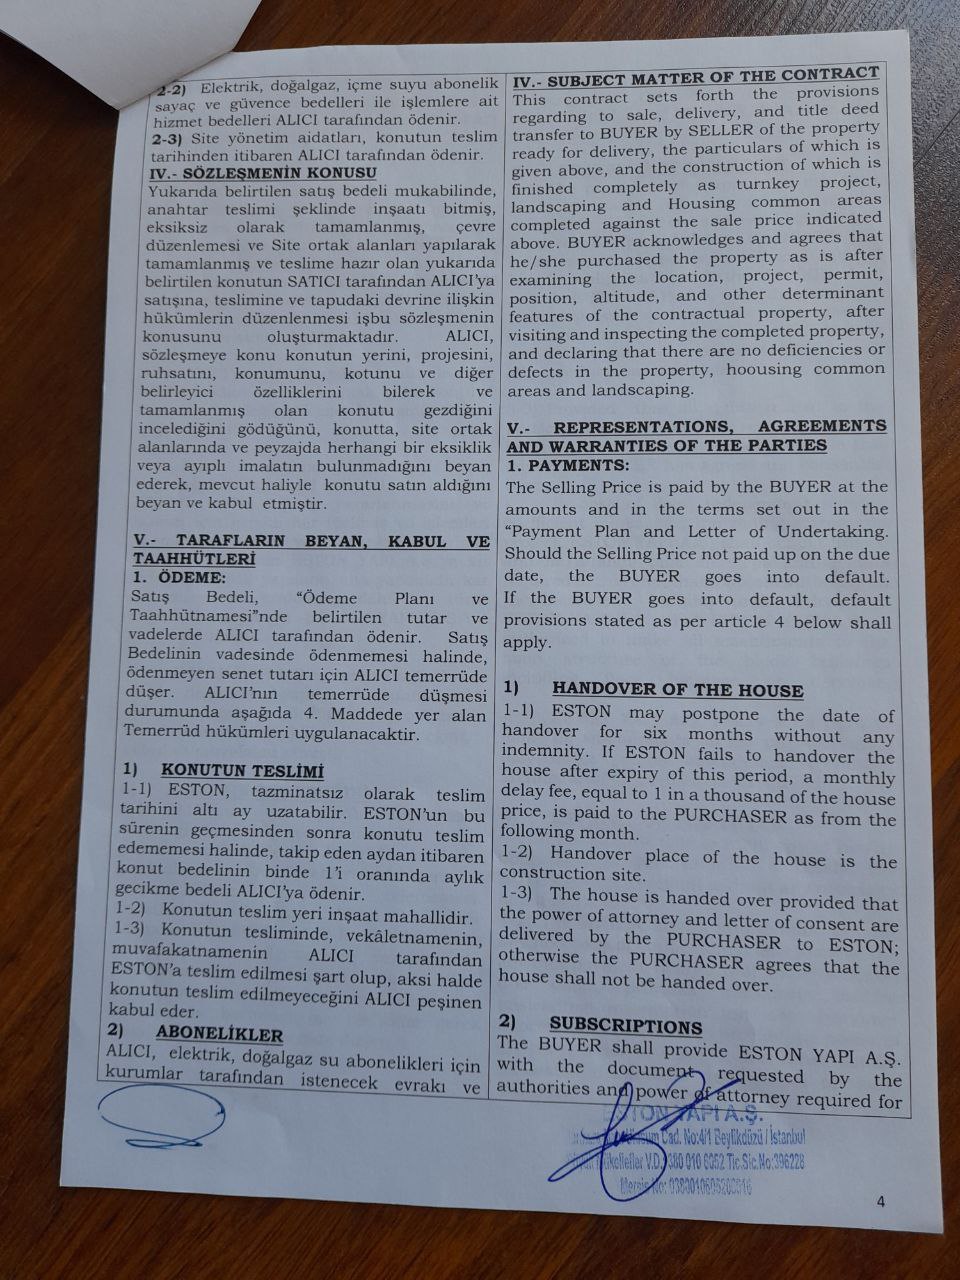 2-2) Elektrik, doğalgaz, içme suyu abonelik
sayaç ve güvence bedelleri ile işlemlere ait
hizmet bedelleri ALICI tarafından ödenir.
2-3) Site yönetim aidatları, konutun teslim
tarihinden itibaren ALICI tarafından ödenir.
IV.- SÖZLEŞMENİN KONUSU
Yukarıda belirtilen satış bedeli mukabilinde,
anahtar teslimi şeklinde inşaatı bitmiş,
eksiksiz olarak tamamlanmış, çevre
düzenlemesi ve Site ortak alanları yapılarak
tamamlanmış ve teslime hazır olan yukarıda
belirtilen konutun SATICI tarafından ALICI'ya
satışına, teslimine ve tapudaki devrine ilişkin
hükümlerin düzenlenmesi işbu sözleşmenin
konusunu oluşturmaktadır. ALICI,
sözleşmeye konu konutun yerini, projesini,
ruhsatını, konumunu, kotunu ve diğer
belirleyici özelliklerini bilerek ve
tamamlanmış olan konutu gezdiğini
incelediğini gödüğünü, konutta, site ortak
alanlarında ve peyzajda herhangi bir eksiklik
veya ayıplı imalatın bulunmadığını beyan
ederek, mevcut haliyle konutu satın aldığını
beyan ve kabul etmiştir.
V.- TARAFLARIN BEYAN, KABUL VE
TAAHHÜTLERİ
1. ÖDEME:
Satış Bedeli, "Ödeme Planı ve
Taahhütnamesi"nde belirtilen tutar ve
vadelerde ALICI tarafından ödenir. Satış
Bedelinin vadesinde ödenmemesi halinde,
ödenmeyen senet tutarı için ALICI temerrüde
düşer. ALICI'nın temerrüde düşmesi
durumunda aşağıda 4. Maddede yer alan
Temerrüd hükümleri uygulanacaktir.
1) KONUTUN TESLİMİ
1-1) ESTON, tazminatsız olarak teslim
tarihini altı ay uzatabilir. ESTON'un bu
sürenin geçmesinden sonra konutu teslim
edememesi halinde, takip eden aydan itibaren
konut bedelinin binde 1'i oranında aylık
gecikme bedeli ALICI'ya ödenir.
1-2) Konutun teslim yeri inşaat mahallidir.
1-3) Konutun tesliminde, vekâletnamenin,
muvafakatnamenin ALICI tarafından
ESTON'a teslim edilmesi şart olup, aksi halde
konutun teslim edilmeyeceğini ALICI peşinen
kabul eder.
2) ABONELİKLER
ALICI, elektrik, doğalgaz su abonelikleri için
kurumlar tarafından istenecek evrakı ve
IV.- SUBJECT MATTER OF THE CONTRACT
This contract sets forth the provisions
regarding to sale, delivery, and title deed
transfer to BUYER by SELLER of the property
ready for delivery, the particulars of which is
given above, and the construction of which is
finished completely as turnkey project,
landscaping and Housing common areas
completed against the sale price indicated
above. BUYER acknowledges and agrees that
he/she purchased the property as is after
examining the location, project, permit,
position, altitude, and other determinant
features of the contractual property, after
visiting and inspecting the completed property,
and declaring that there are no deficiencies or
defects in the property, hoousing common
areas and landscaping.
V.- REPRESENTATIONS, AGREEMENTS
AND WARRANTIES OF THE PARTIES
1. PAYMENTS:
The Selling Price is paid by the BUYER at the
amounts and in the terms set out in the
"Payment Plan and Letter of Undertaking.
Should the Selling Price not paid up on the due
date, the BUYER goes into default.
If the BUYER goes into default, default
provisions stated as per article 4 below shall
apply.
1) HANDOVER OF THE HOUSE
1-1) ESTON may postpone the date of
handover for six months without any
indemnity. If ESTON fails to handover the
house after expiry of this period, a monthly
delay fee, equal to 1 in a thousand of the house
price, is paid to the PURCHASER as from the
following month.
1-2) Handover place of the house is the
construction site.
1-3) The house is handed over provided that
the power of attorney and letter of consent are
delivered by the PURCHASER to ESTON;
otherwise the PURCHASER agrees that the
house shall not be handed over.
2) SUBSCRIPTIONS
The BUYER shall provide ESTON YAPI A.Ş.
with the document requested by the
authorities and power of attorney required for
ESTON YAPI A.Ş.
Cad. No:4/1 Beylikdüzü / İstanbul
V.D. 380 010 6052 Tic.Sic.No:396228
Mersis No:
4